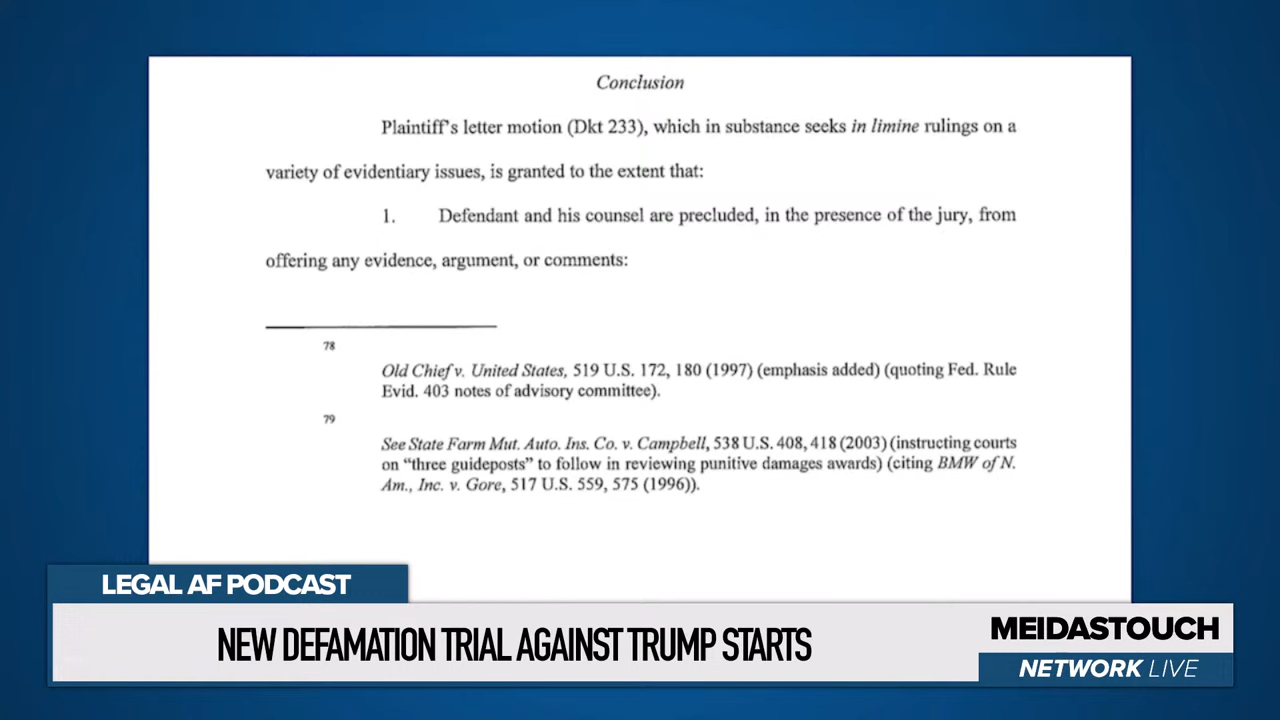 Conclusion
Plaintiff's letter motion (Dkt 233), which in substance seeks in limine rulings on a
variety of evidentiary issues, is granted to the extent that:
1. Defendant and his counsel are precluded, in the presence of the jury, from
offering any evidence, argument, or comments:
78
Old Chief v. United States, 519 U.S. 172, 180 (1997) (emphasis added) (quoting Fed. Rule
Evid. 403 notes of advisory committee).
79
See State Farm Mut. Auto. Ins. Co. v. Campbell, 538 U.S. 408, 418 (2003) (instructing courts
on “three guideposts” to follow in reviewing punitive damages awards) (citing BMW of N.
Am., Inc. v. Gore, 517 U.S. 559, 575 (1996)).
LEGAL AF PODCAST
NEW DEFAMATION TRIAL AGAINST TRUMP STARTS
MEIDASTOUCH
NETWORK LIVE